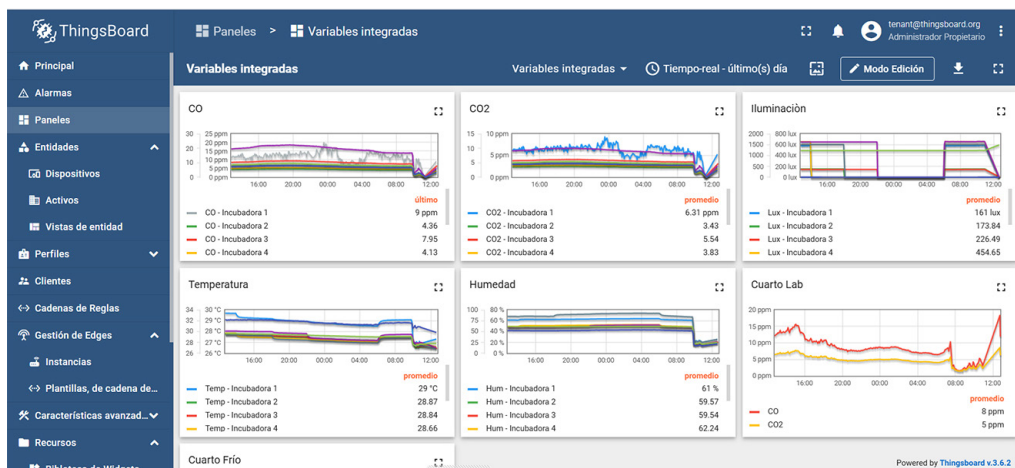 ThingsBoard
Paneles > Variables integradas
tenant@thingsboard.org
Administrador Propietario
Principal
Alarmas
Paneles
Entidades
Dispositivos
Activos
Vistas de entidad
Perfiles
Clientes
Cadenas de Reglas
Gestión de Edges
Instancias
Plantillas, de cadena de...
Características avanzad...
Recursos
Variables integradas
Variables integradas
Tiempo-real - último(s) día
Modo Edición
CO
30 25 ppm
20 20 ppm
15 ppm
10 10 ppm
5 ppm
0 0 ppm
16:00 20:00 00:00 04:00 08:00 12:00
último
CO - Incubadora 1 9 ppm
CO - Incubadora 2 4.36
CO - Incubadora 3 7.95
CO - Incubadora 4 4.13
CO2
15 10 ppm
10
5 ppm
5
0 0 ppm
16:00 20:00 00:00 04:00 08:00 12:00
promedio
CO2 - Incubadora 1 6.31 ppm
CO2 - Incubadora 2 3.43
CO2 - Incubadora 3 5.54
CO2 - Incubadora 4 3.83
Iluminaciòn
2000 800 lux
1500 600 lux
1000 400 lux
500 200 lux
0 0 lux
16:00 20:00 00:00 04:00 08:00 12:00
promedio
Lux - Incubadora 1 161 lux
Lux - Incubadora 2 173.84
Lux - Incubadora 3 226.49
Lux - Incubadora 4 454.65
Temperatura
34 30 °C
32 29 °C
30 28 °C
28 27 °C
26 26 °C
16:00 20:00 00:00 04:00 08:00 12:00
promedio
Temp - Incubadora 1 29 °C
Temp - Incubadora 2 28.87
Temp - Incubadora 3 28.84
Temp - Incubadora 4 28.66
Humedad
100 80 %
75 60 %
50 40 %
25 20 %
0 0 %
16:00 20:00 00:00 04:00 08:00 12:00
promedio
Hum - Incubadora 1 61 %
Hum - Incubadora 2 59.57
Hum - Incubadora 3 59.54
Hum - Incubadora 4 62.24
Cuarto Lab
20 ppm
15 ppm
10 ppm
5 ppm
0 ppm
16:00 20:00 00:00 04:00 08:00 12:00
promedio
CO 8 ppm
CO2 5 ppm
Cuarto Frío
Powered by Thingsboard v.3.6.2